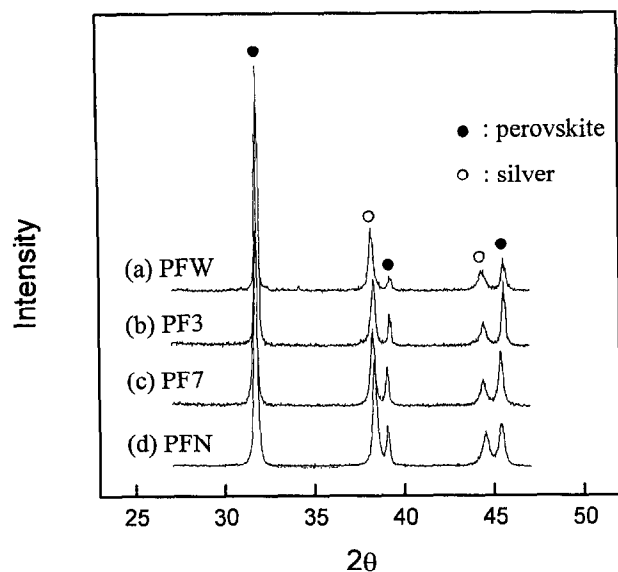 ● : perovskite
○ : silver
(a) PFW
(b) PF3
(c) PF7
(d) PFN
Intensity
25 30 35 40 45 50
2θ